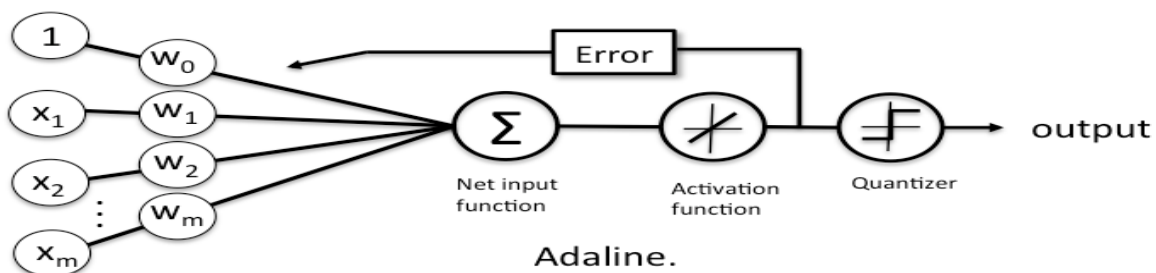 1
w0
Error
x1
w1
Σ
output
x2
w2
Net input
function
Activation
function
Quantizer
⋮
wm
xm
Adaline.